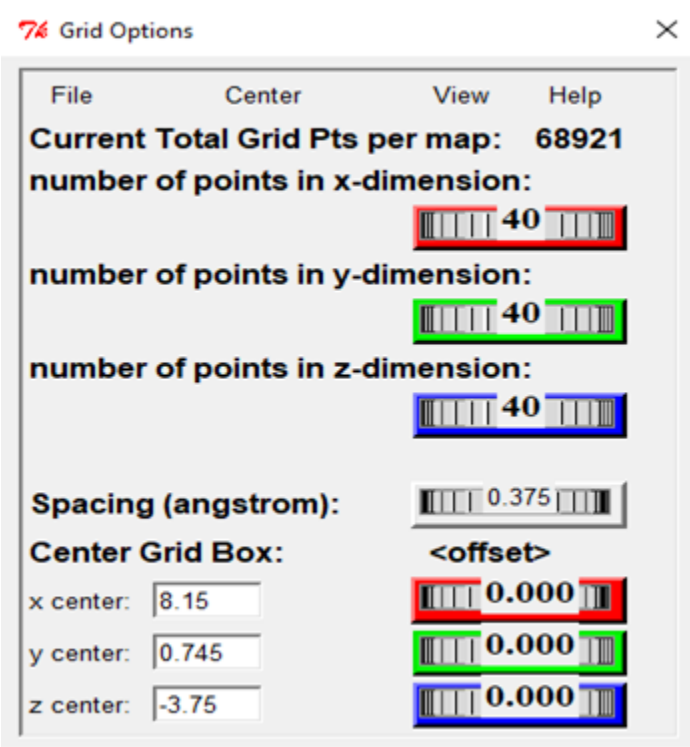 Grid Options
File Center View Help
Current Total Grid Pts per map: 68921
number of points in x-dimension:
40
number of points in y-dimension:
40
number of points in z-dimension:
40
Spacing (angstrom): 0.375
Center Grid Box: <offset>
x center: 8.15 0.000
y center: 0.745 0.000
z center: -3.75 0.000